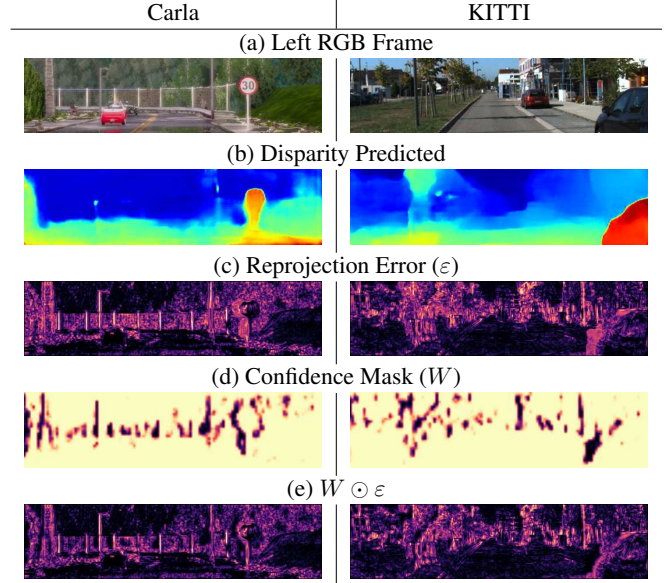 Carla KITTI
(a) Left RGB Frame
30
(b) Disparity Predicted
(c) Reprojection Error (ε)
(d) Confidence Mask (W)
(e) W ⊙ ε